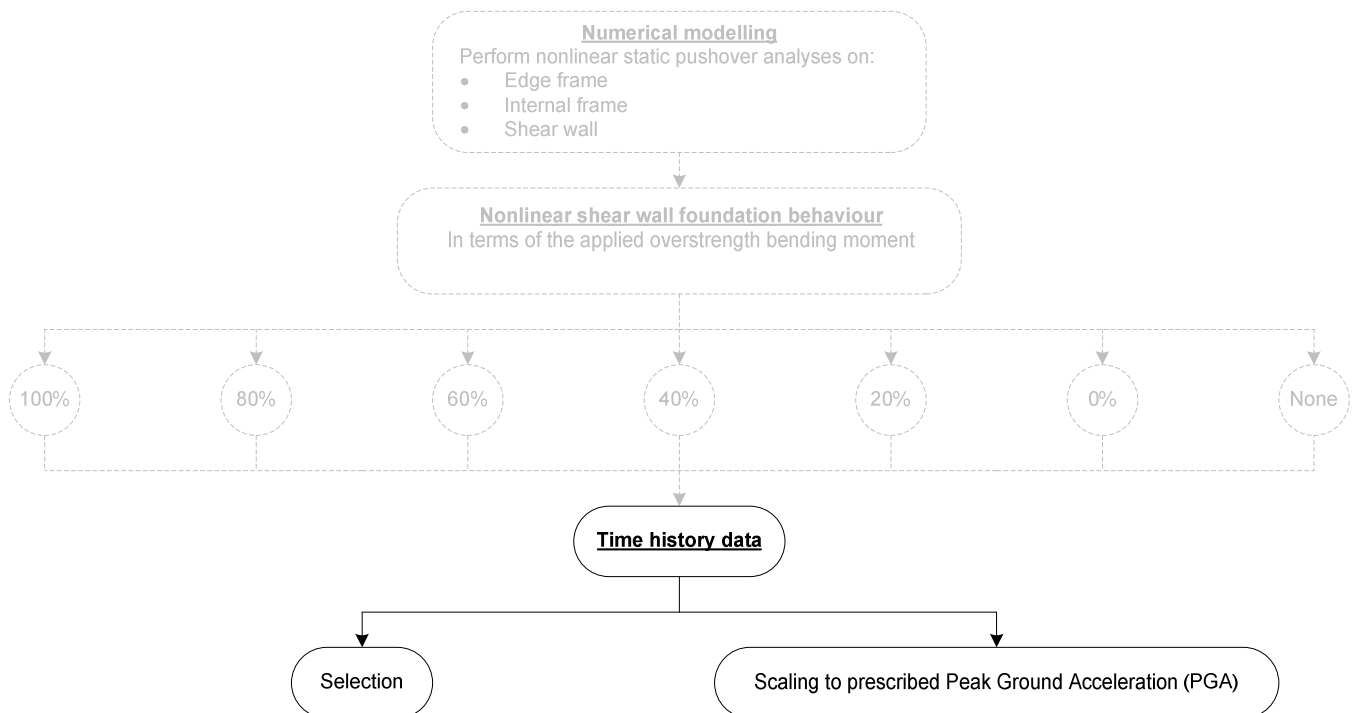 Numerical modelling
Perform nonlinear static pushover analyses on:
• Edge frame
• Internal frame
• Shear wall
Nonlinear shear wall foundation behaviour
In terms of the applied overstrength bending moment
100% 80% 60% 40% 20% 0% None
Time history data
Selection Scaling to prescribed Peak Ground Acceleration (PGA)